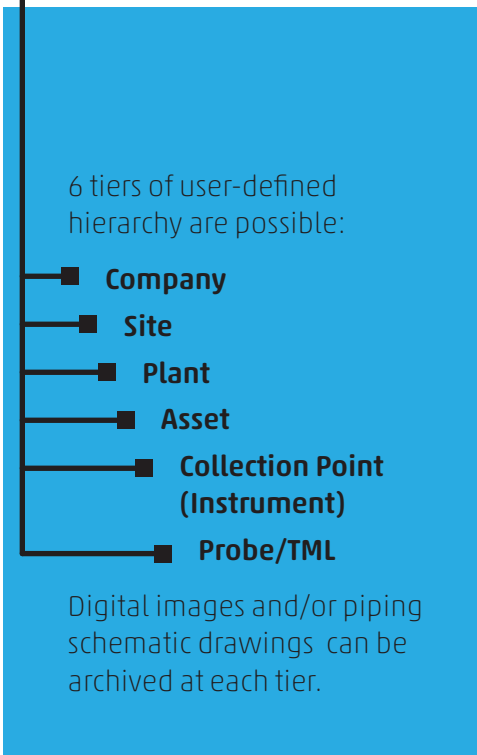 6 tiers of user-defined
hierarchy are possible:
Company
Site
Plant
Asset
Collection Point
(Instrument)
Probe/TML
Digital images and/or piping
schematic drawings can be
archived at each tier.